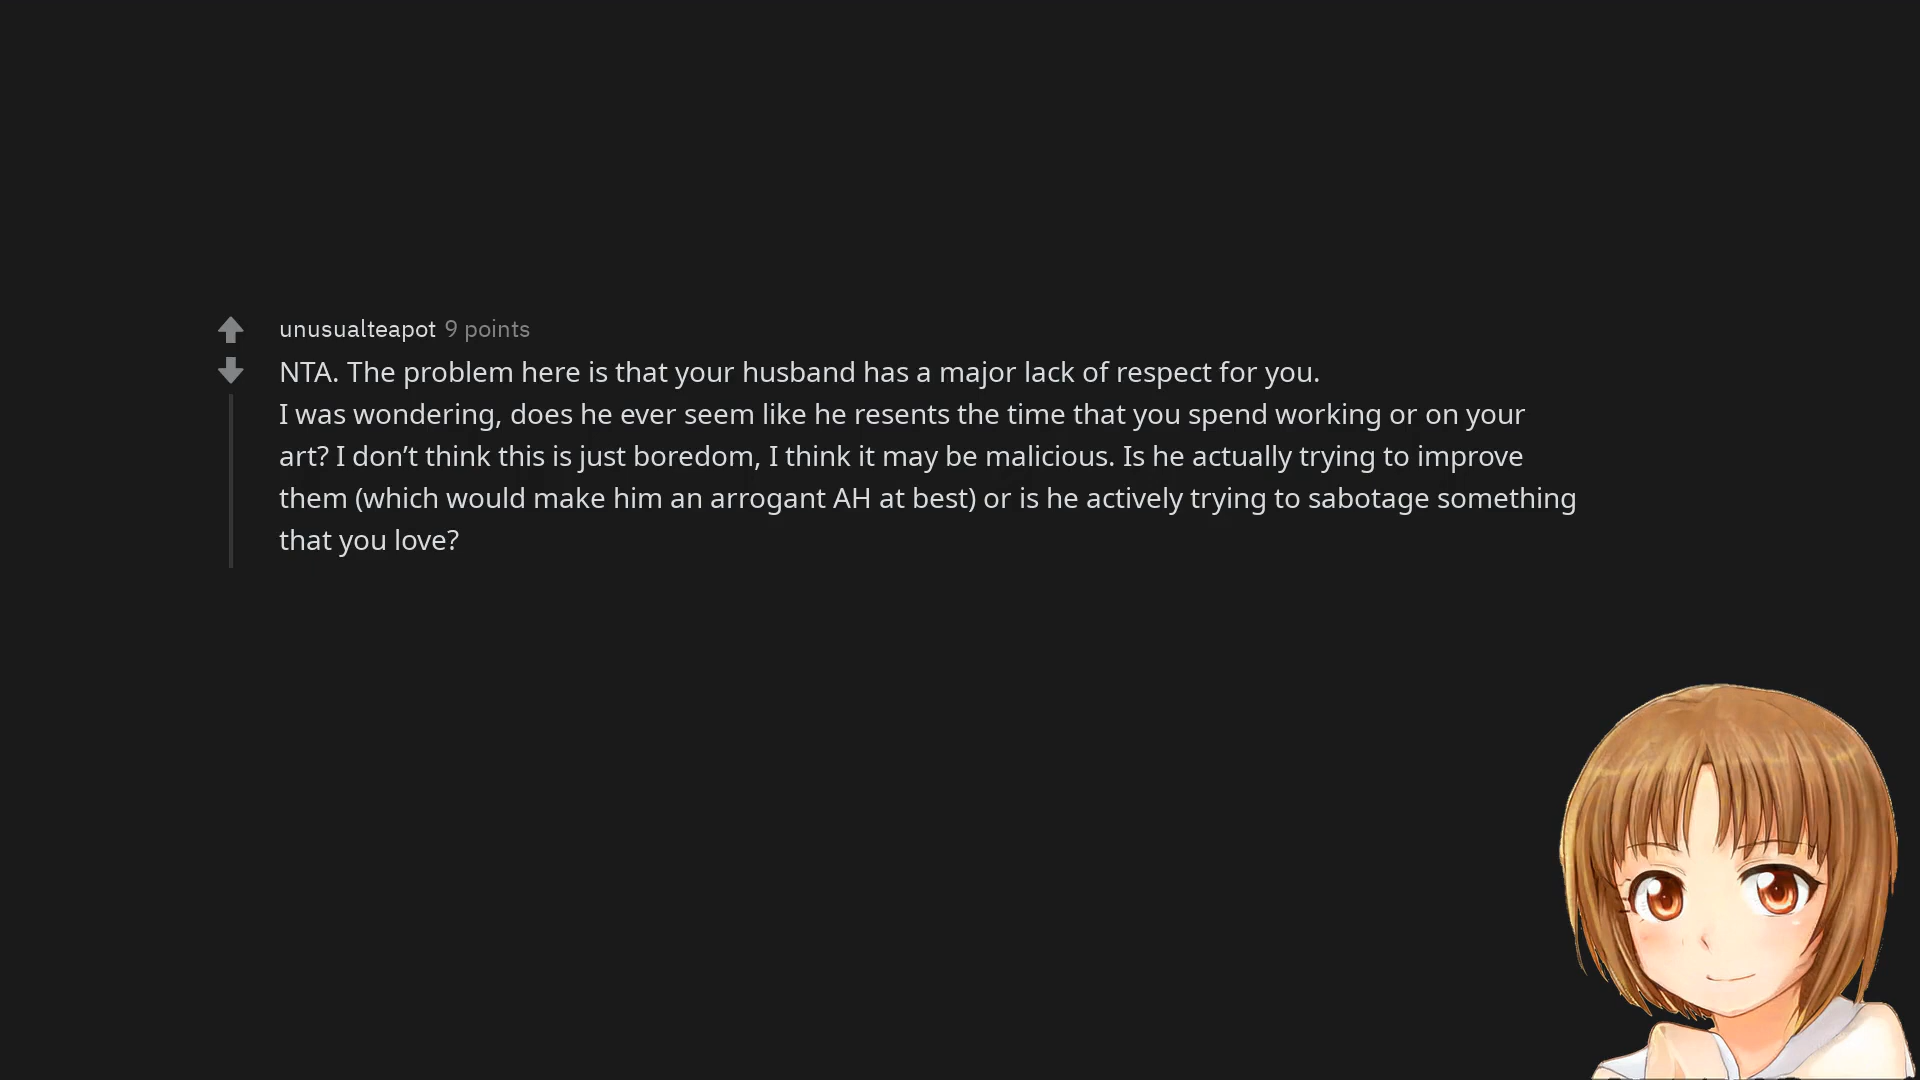 unusualteapot 9 points
NTA. The problem here is that your husband has a major lack of respect for you.
I was wondering, does he ever seem like he resents the time that you spend working or on your
art? I don’t think this is just boredom, I think it may be malicious. Is he actually trying to improve
them (which would make him an arrogant AH at best) or is he actively trying to sabotage something
that you love?